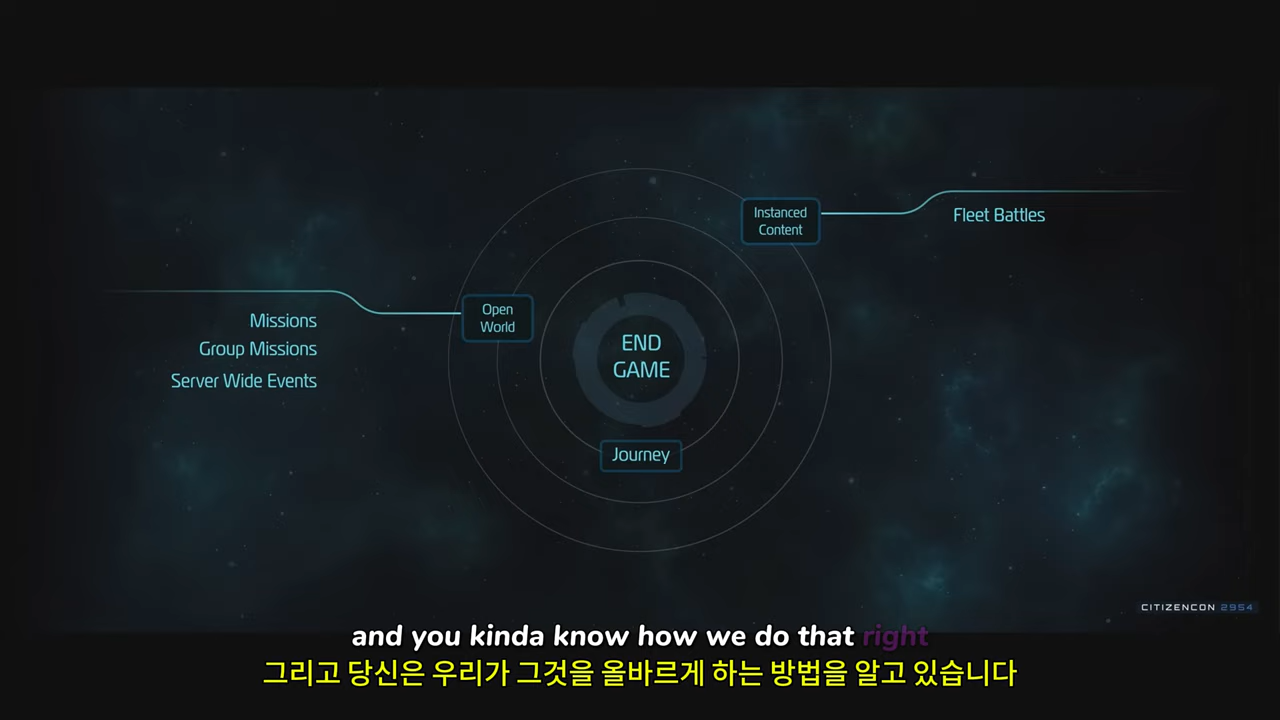 Instanced
Content
Fleet Battles
Open
World
Missions
Group Missions
Server Wide Events
END
GAME
Journey
CITIZENCON 2954
and you kinda know how we do that right
그리고 당신은 우리가 그것을 올바르게 하는 방법을 알고 있습니다